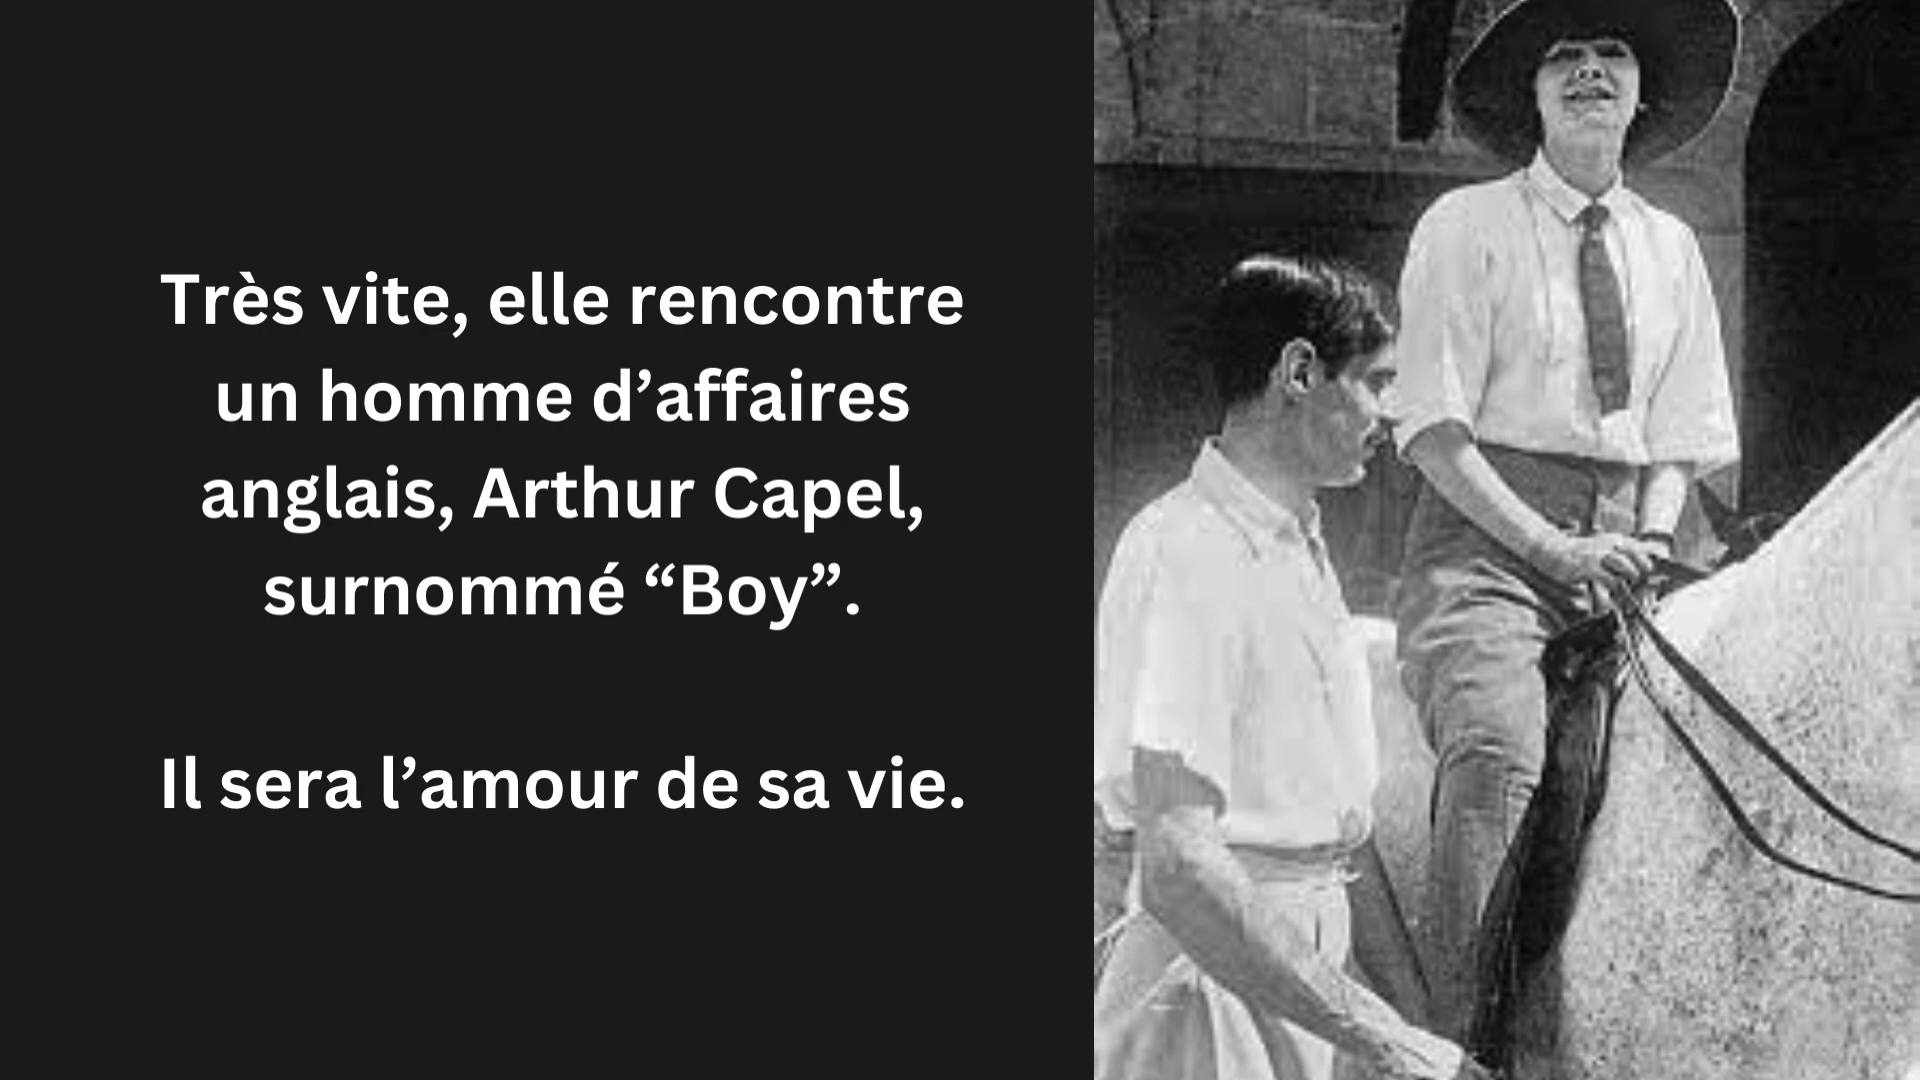 Très vite, elle rencontre
un homme d’affaires
anglais, Arthur Capel,
surnommé “Boy”.
Il sera l’amour de sa vie.